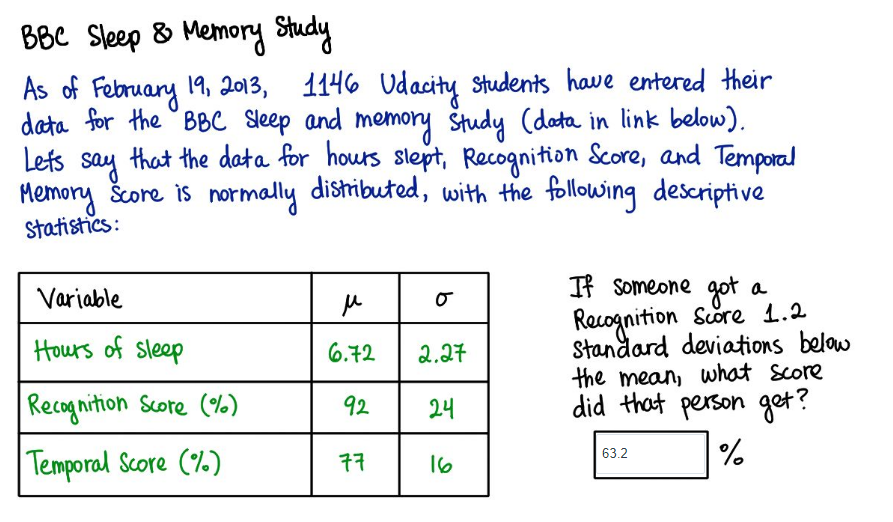 BBC Sleep & Memory Study
As of February 19, 2013, 1146 Udacity students have entered their
data for the BBC Sleep and memory study (data in link below).
Lets say that the data for hours slept, Recognition Score, and Temporal
Memory Score is normally distributed, with the following descriptive
statistics:
Variable μ σ
Hours of sleep 6.72 2.27
Recognition Score (%) 92 24
Temporal Score (%) 77 16
If someone got a
Recognition Score 1.2
standard deviations below
the mean, what score
did that person get?
63.2 %